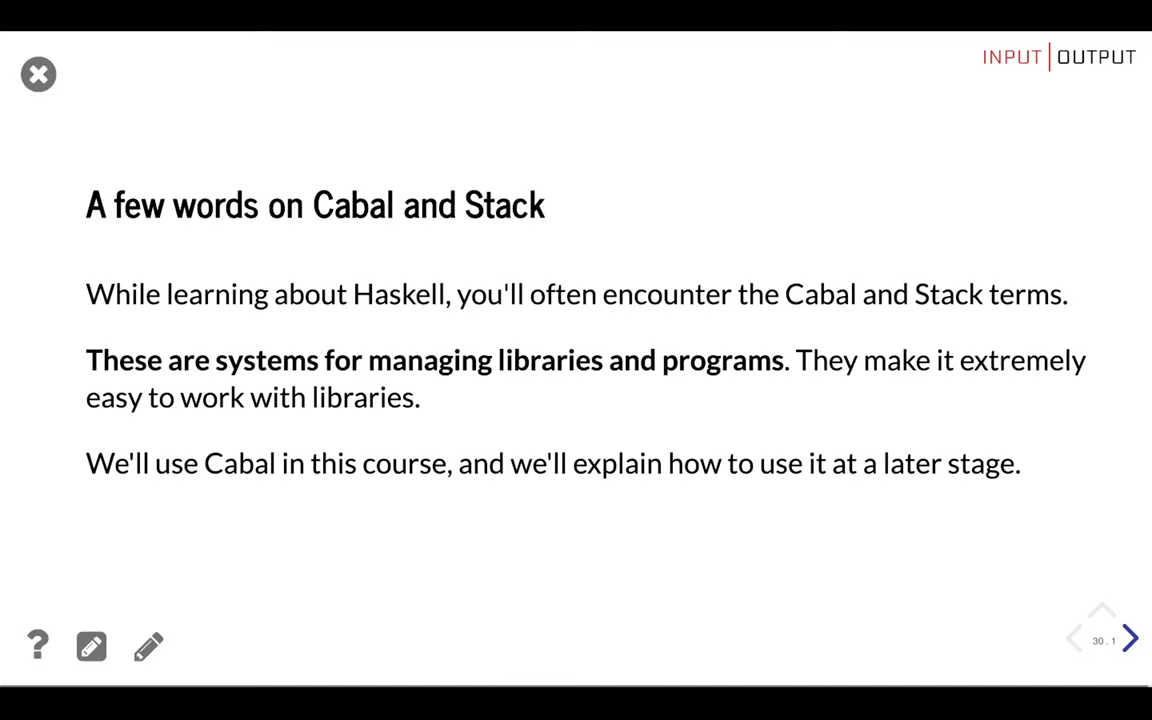 INPUT|OUTPUT
A few words on Cabal and Stack
While learning about Haskell, you'll often encounter the Cabal and Stack terms.
These are systems for managing libraries and programs. They make it extremely
easy to work with libraries.
We'll use Cabal in this course, and we'll explain how to use it at a later stage.
?
30 . 1